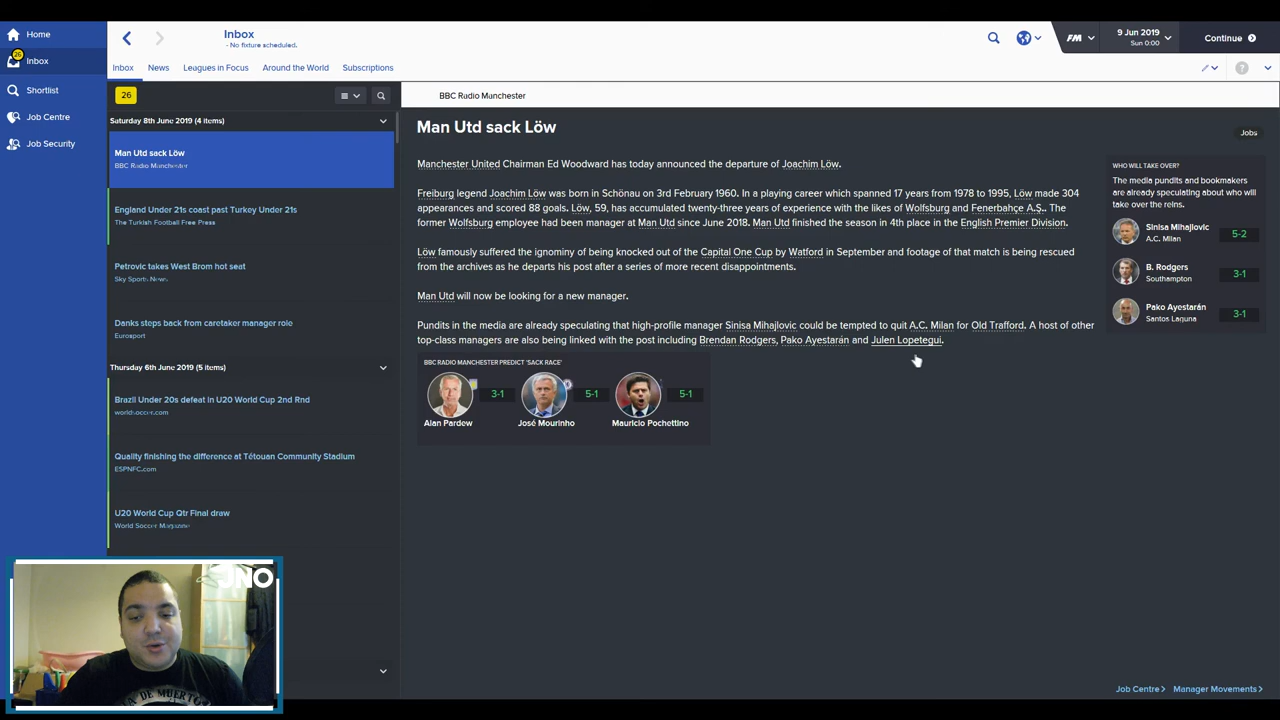 Home
Inbox
- No fixture scheduled.
FM
9 Jun 2019
Sun 0:00
Continue
26
Inbox
Shortlist
Job Centre
Job Security
Inbox
News
Leagues in Focus
Around the World
Subscriptions
26
Saturday 8th June 2019 (4 items)
Man Utd sack Löw
BBC Radio Manchester
England Under 21s coast past Turkey Under 21s
The Turkish Football Free Press
Petrovic takes West Brom hot seat
Sky Sports News
Danks steps back from caretaker manager role
Eurosport
Thursday 6th June 2019 (5 items)
Brazil Under 20s defeat in U20 World Cup 2nd Rnd
worldsoccer.com
Quality finishing the difference at Tétouan Community Stadium
ESPNFC.com
U20 World Cup Qtr Final draw
World Soccer Magazine
BBC Radio Manchester
Man Utd sack Löw
Jobs
Manchester United Chairman Ed Woodward has today announced the departure of Joachim Löw.
Freiburg legend Joachim Löw was born in Schönau on 3rd February 1960. In a playing career which spanned 17 years from 1978 to 1995, Löw made 304
appearances and scored 88 goals. Löw, 59, has accumulated twenty-three years of experience with the likes of Wolfsburg and Fenerbahçe A.Ş.. The
former Wolfsburg employee had been manager at Man Utd since June 2018. Man Utd finished the season in 4th place in the English Premier Division.
Löw famously suffered the ignominy of being knocked out of the Capital One Cup by Watford in September and footage of that match is being rescued
from the archives as he departs his post after a series of more recent disappointments.
Man Utd will now be looking for a new manager.
Pundits in the media are already speculating that high-profile manager Sinisa Mihajlovic could be tempted to quit A.C. Milan for Old Trafford. A host of other
top-class managers are also being linked with the post including Brendan Rodgers, Pako Ayestarán and Julen Lopetegui.
BBC RADIO MANCHESTER PREDICT 'SACK RACE'
3-1
5-1
5-1
Alan Pardew
José Mourinho
Mauricio Pochettino
WHO WILL TAKE OVER?
The media pundits and bookmakers
are already speculating about who will
take over the reins.
Sinisa Mihajlovic
A.C. Milan
5-2
B. Rodgers
Southampton
3-1
Pako Ayestarán
Santos Laguna
3-1
JNO
A DE MUERTO
Job Centre
Manager Movements